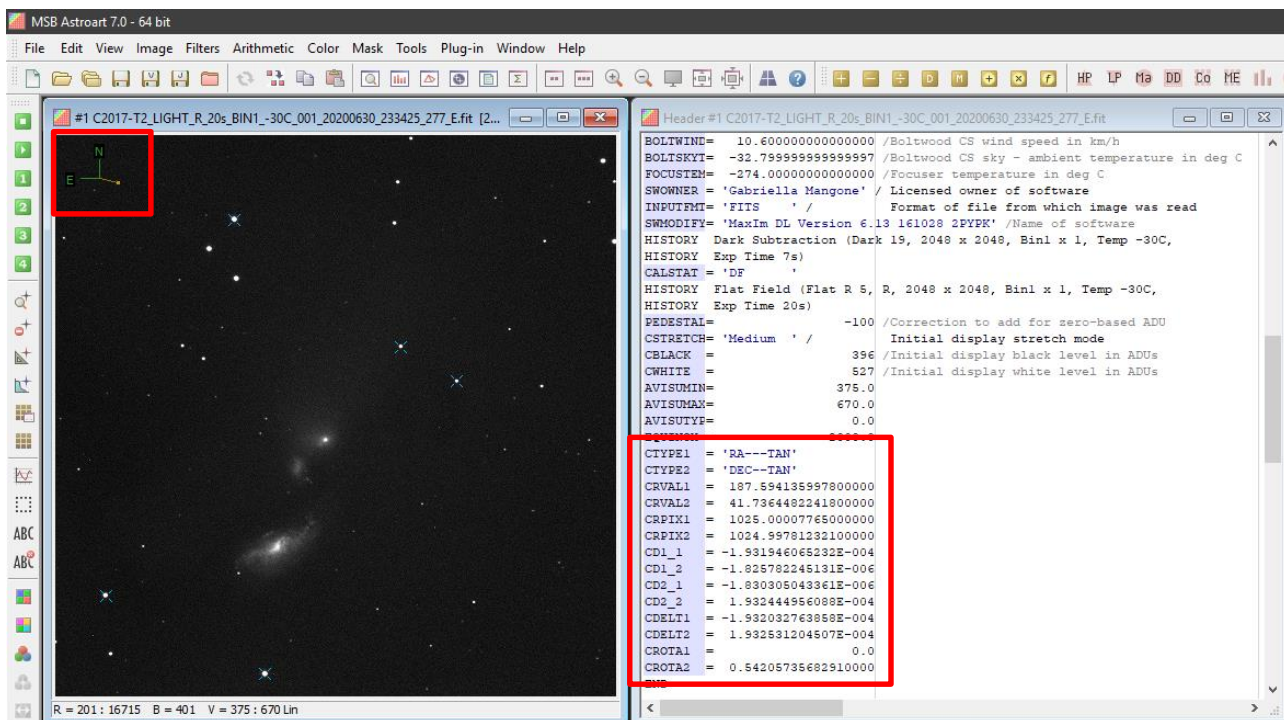 MSB Astroart 7.0 - 64 bit
File Edit View Image Filters Arithmetic Color Mask Tools Plug-in Window Help
HP LP Ma DD Co ME
#1 C2017-T2_LIGHT_R_20s_BIN1_-30C_001_20200630_233425_277_E.fit [2...
N
E
1
2
3
4
ABC
ABC
R = 201 : 16715 B = 401 V = 375 : 670 Lin
Header #1 C2017-T2_LIGHT_R_20s_BIN1_-30C_001_20200630_233425_277_E.fit
BOLTWIND= 10.600000000000000 /Boltwood CS wind speed in km/h
BOLTSKYT= -32.799999999999997 /Boltwood CS sky - ambient temperature in deg C
FOCUSTEM= -274.00000000000000 /Focuser temperature in deg C
SWOWNER = 'Gabriella Mangone' / Licensed owner of software
INPUTFMT= 'FITS ' / Format of file from which image was read
SWMODIFY= 'MaxIm DL Version 6.13 161028 2PYPK' /Name of software
HISTORY Dark Subtraction (Dark 19, 2048 x 2048, Bin1 x 1, Temp -30C,
HISTORY Exp Time 7s)
CALSTAT = 'DF '
HISTORY Flat Field (Flat R 5, R, 2048 x 2048, Bin1 x 1, Temp -30C,
HISTORY Exp Time 20s)
PEDESTAL= -100 /Correction to add for zero-based ADU
CSTRETCH= 'Medium ' / Initial display stretch mode
CBLACK = 396 /Initial display black level in ADUs
CWHITE = 527 /Initial display white level in ADUs
AVISUMIN= 375.0
AVISUMAX= 670.0
AVISUTYP= 0.0
CTYPE1 = 'RA---TAN'
CTYPE2 = 'DEC--TAN'
CRVAL1 = 187.594135997800000
CRVAL2 = 41.7364482241800000
CRPIX1 = 1025.00007765000000
CRPIX2 = 1024.99781232100000
CD1_1 = -1.931946065232E-004
CD1_2 = -1.825782245131E-006
CD2_1 = -1.830305043361E-006
CD2_2 = 1.932444956088E-004
CDELT1 = -1.932032763858E-004
CDELT2 = 1.932531204507E-004
CROTA1 = 0.0
CROTA2 = 0.54205735682910000